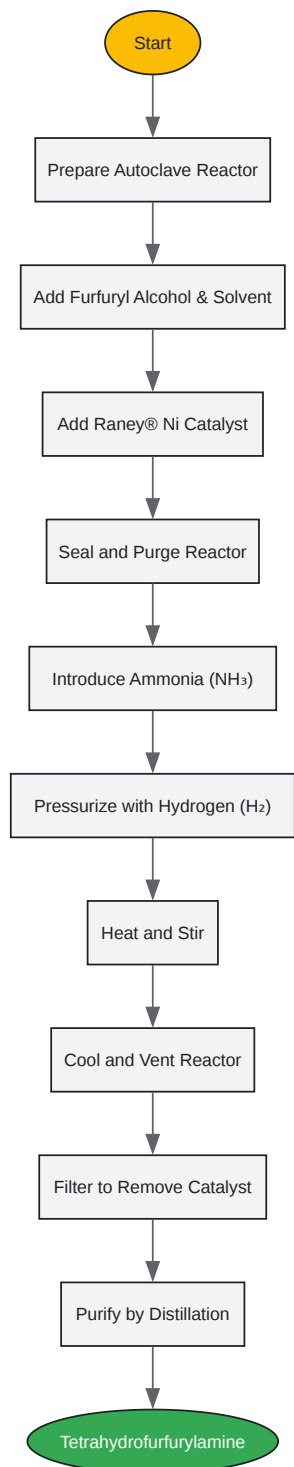 Start
Prepare Autoclave Reactor
Add Furfuryl Alcohol & Solvent
Add Raney® Ni Catalyst
Seal and Purge Reactor
Introduce Ammonia (NH₃)
Pressurize with Hydrogen (H₂)
Heat and Stir
Cool and Vent Reactor
Filter to Remove Catalyst
Purify by Distillation
Tetrahydrofurfurylamine